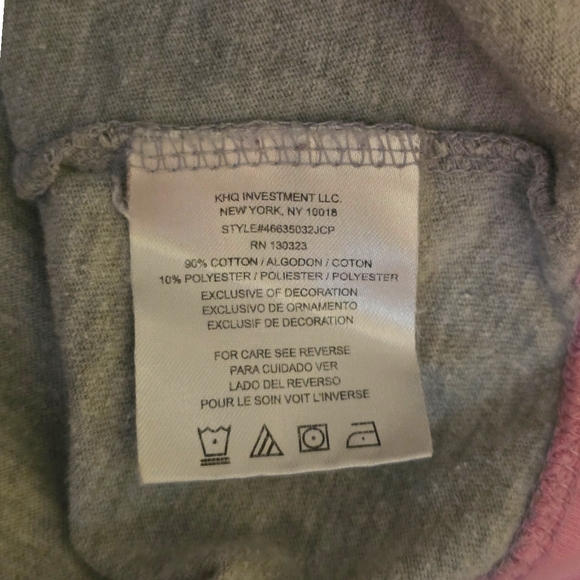 KHQ INVESTMENT LLC.
NEW YORK, NY 10018
STYLE#46635032JCP
RN 130323
90% COTTON / ALGODON / COTON
10% POLYESTER / POLIESTER / POLYESTER
EXCLUSIVE OF DECORATION
EXCLUSIVO DE ORNAMENTO
EXCLUSIF DE DECORATION
FOR CARE SEE REVERSE
PARA CUIDADO VER
LADO DEL REVERSO
POUR LE SOIN VOIT L'INVERSE